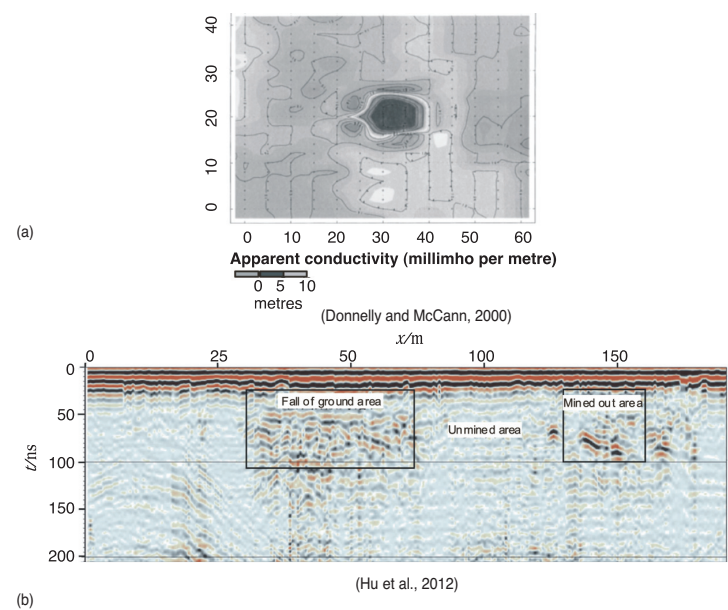 40
30
20
10
0
(a)
0 10 20 30 40 50 60
Apparent conductivity (millimho per metre)
0 5 10
metres
(Donnelly and McCann, 2000)
x/m
0 25 50 100 150
0
50
100
150
200
t/ns
Fall of ground area
Unmined area
Mined out area
(Hu et al., 2012)
(b)